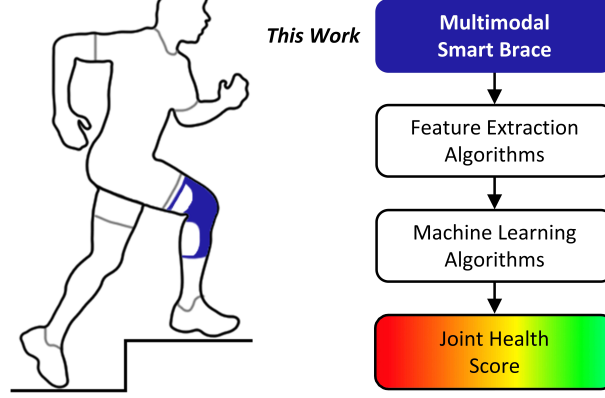 This Work
Multimodal
Smart Brace
Feature Extraction
Algorithms
Machine Learning
Algorithms
Joint Health
Score